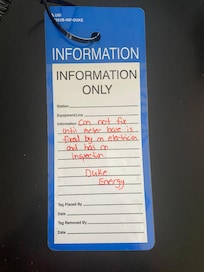 INFORMATION
INFORMATION
ONLY
Station
Equipment/Line
Information Can not fix
until meter base is
fixed by an electrician
and has an
inspection
Duke
Energy
Tag Placed By
Date
Tag Removed By
Date